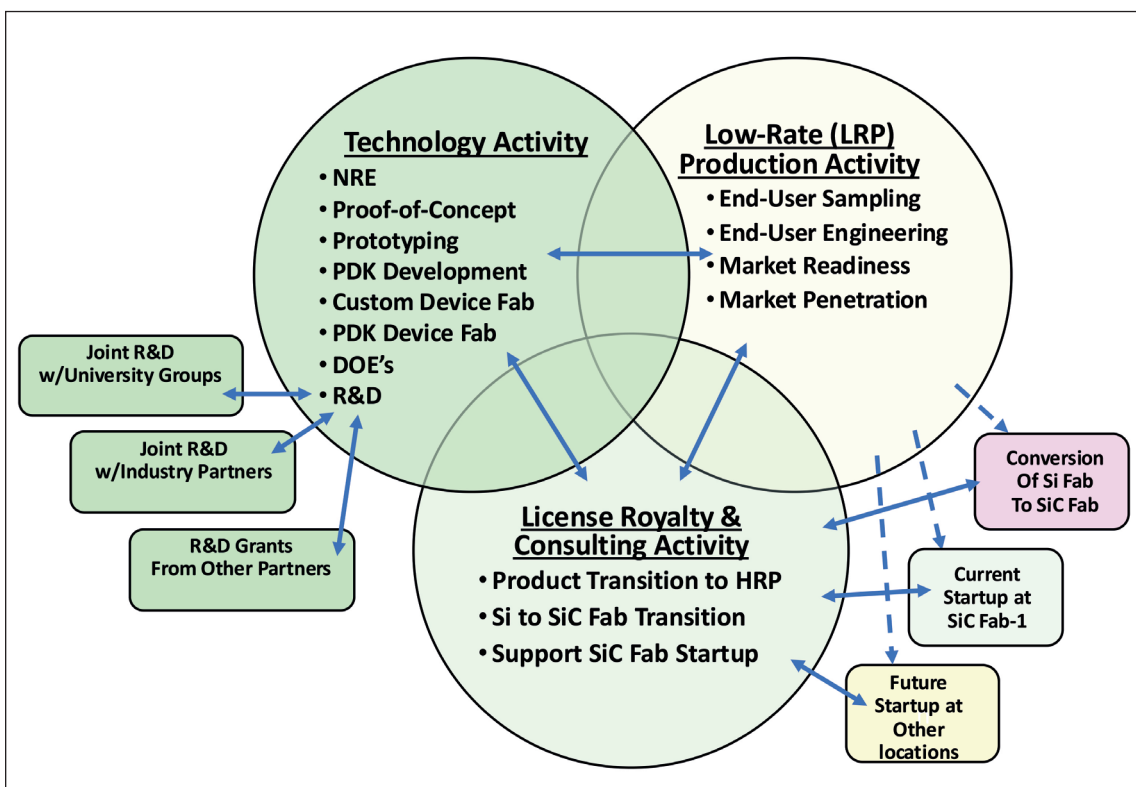 Technology Activity
• NRE
• Proof-of-Concept
• Prototyping
• PDK Development
• Custom Device Fab
• PDK Device Fab
• DOE’s
• R&D
Low-Rate (LRP)
Production Activity
• End-User Sampling
• End-User Engineering
• Market Readiness
• Market Penetration
License Royalty &
Consulting Activity
• Product Transition to HRP
• Si to SiC Fab Transition
• Support SiC Fab Startup
Joint R&D
w/University Groups
Joint R&D
w/Industry Partners
R&D Grants
From Other Partners
Conversion
Of Si Fab
To SiC Fab
Current
Startup at
SiC Fab-1
Future
Startup at
Other
locations